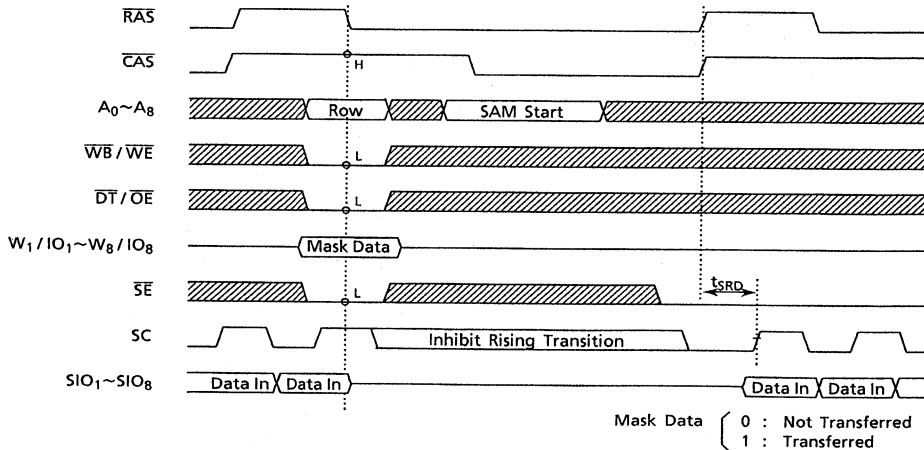 RAS
CAS
H
A0~A8
Row
SAM Start
WB / WE
L
DT / OE
L
W1 / IO1~W8 / IO8
Mask Data
SE
L
tSRD
SC
Inhibit Rising Transition
SIO1~SIO8
Data In
Data In
Data In
Data In
Mask Data
0 : Not Transferred
1 : Transferred